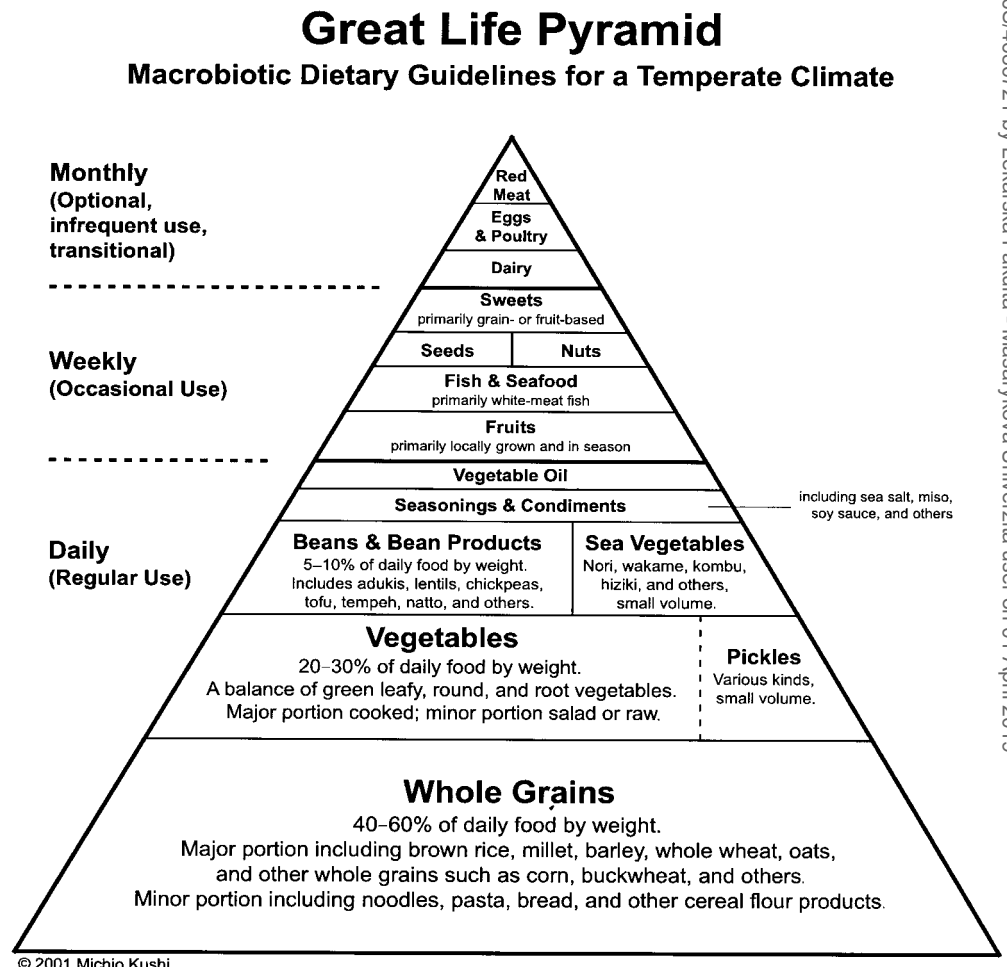 Great Life Pyramid
Macrobiotic Dietary Guidelines for a Temperate Climate
Monthly
(Optional,
infrequent use,
transitional)
Red
Meat
Eggs
& Poultry
Dairy
Weekly
(Occasional Use)
Sweets
primarily grain- or fruit-based
Seeds
Nuts
Fish & Seafood
primarily white-meat fish
Fruits
primarily locally grown and in season
Daily
(Regular Use)
Vegetable Oil
Seasonings & Condiments
including sea salt, miso,
soy sauce, and others
Beans & Bean Products
5–10% of daily food by weight.
Includes adukis, lentils, chickpeas,
tofu, tempeh, natto, and others.
Sea Vegetables
Nori, wakame, kombu,
hiziki, and others,
small volume.
Vegetables
20–30% of daily food by weight.
A balance of green leafy, round, and root vegetables.
Major portion cooked; minor portion salad or raw.
Pickles
Various kinds,
small volume.
Whole Grains
40–60% of daily food by weight.
Major portion including brown rice, millet, barley, whole wheat, oats,
and other whole grains such as corn, buckwheat, and others.
Minor portion including noodles, pasta, bread, and other cereal flour products.
© 2001 Michio Kushi